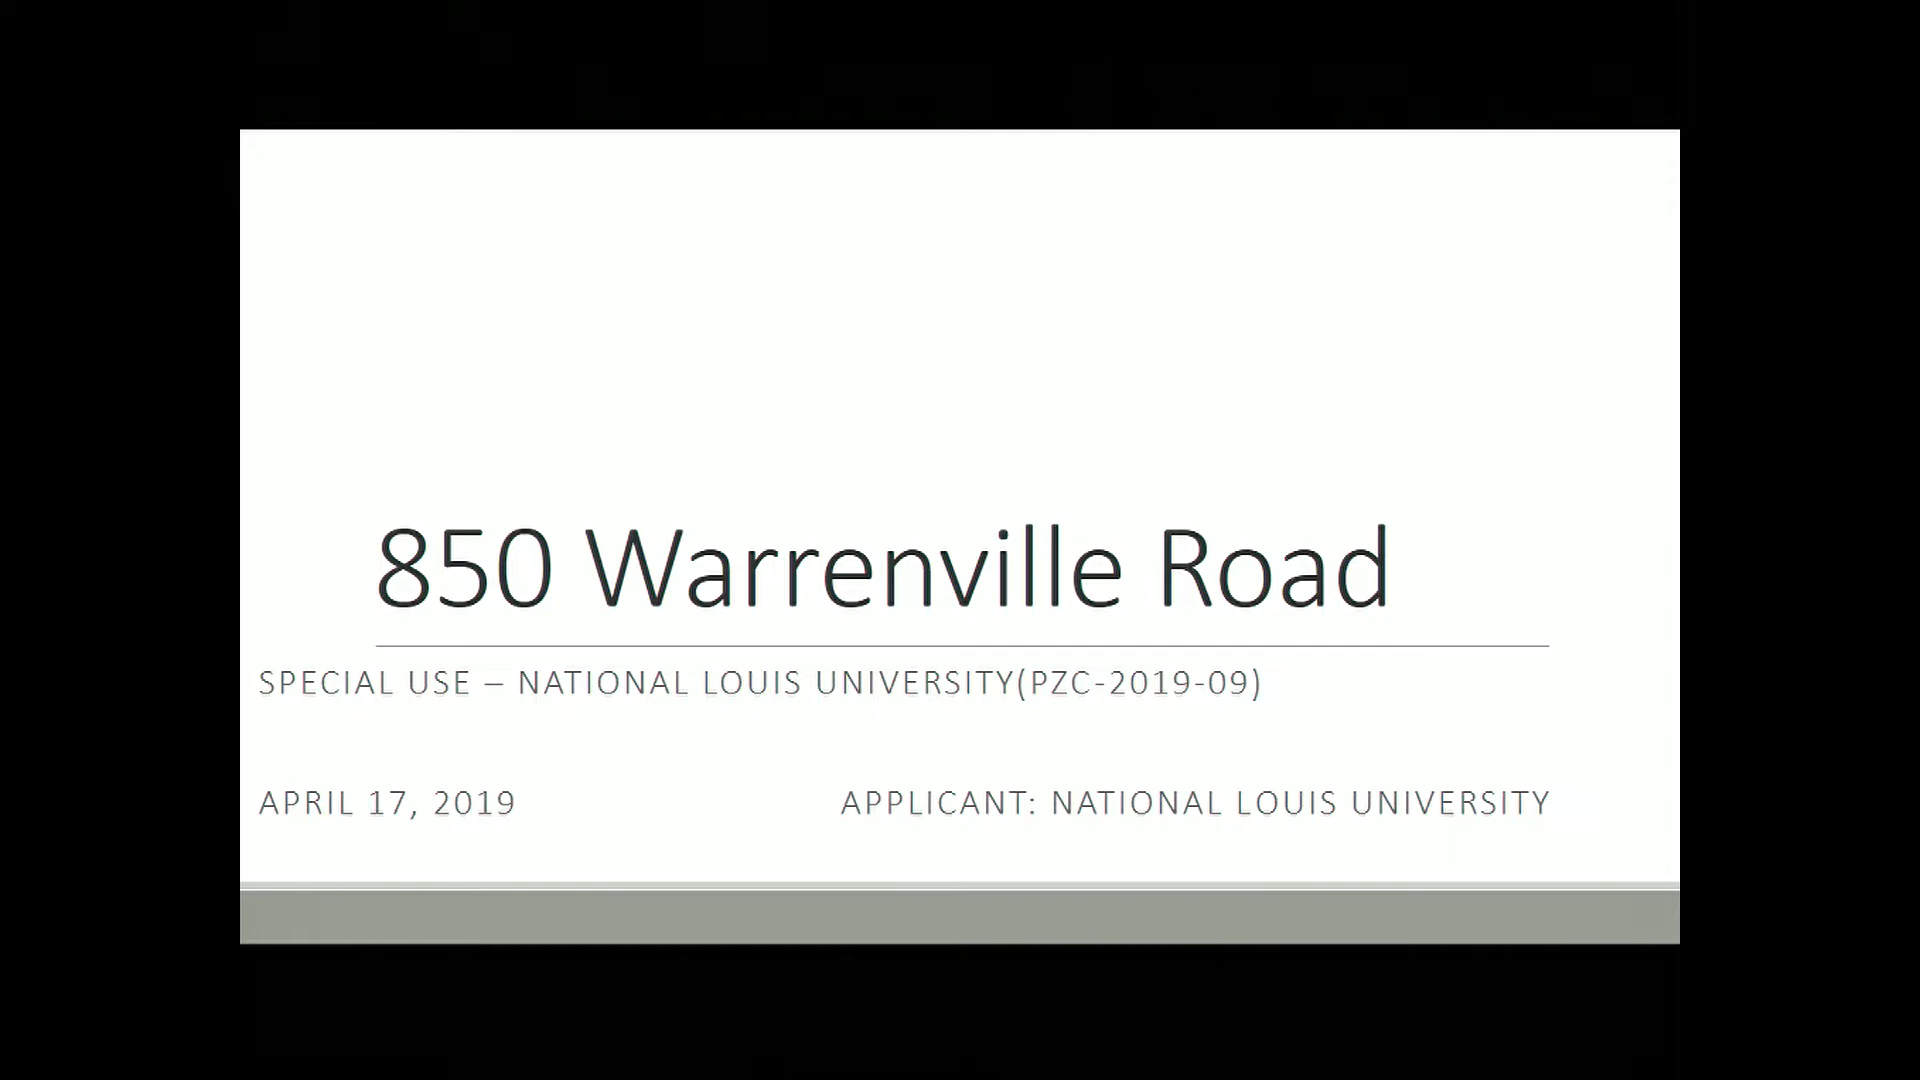 850 Warrenville Road
SPECIAL USE – NATIONAL LOUIS UNIVERSITY(PZC-2019-09)
APRIL 17, 2019 APPLICANT: NATIONAL LOUIS UNIVERSITY